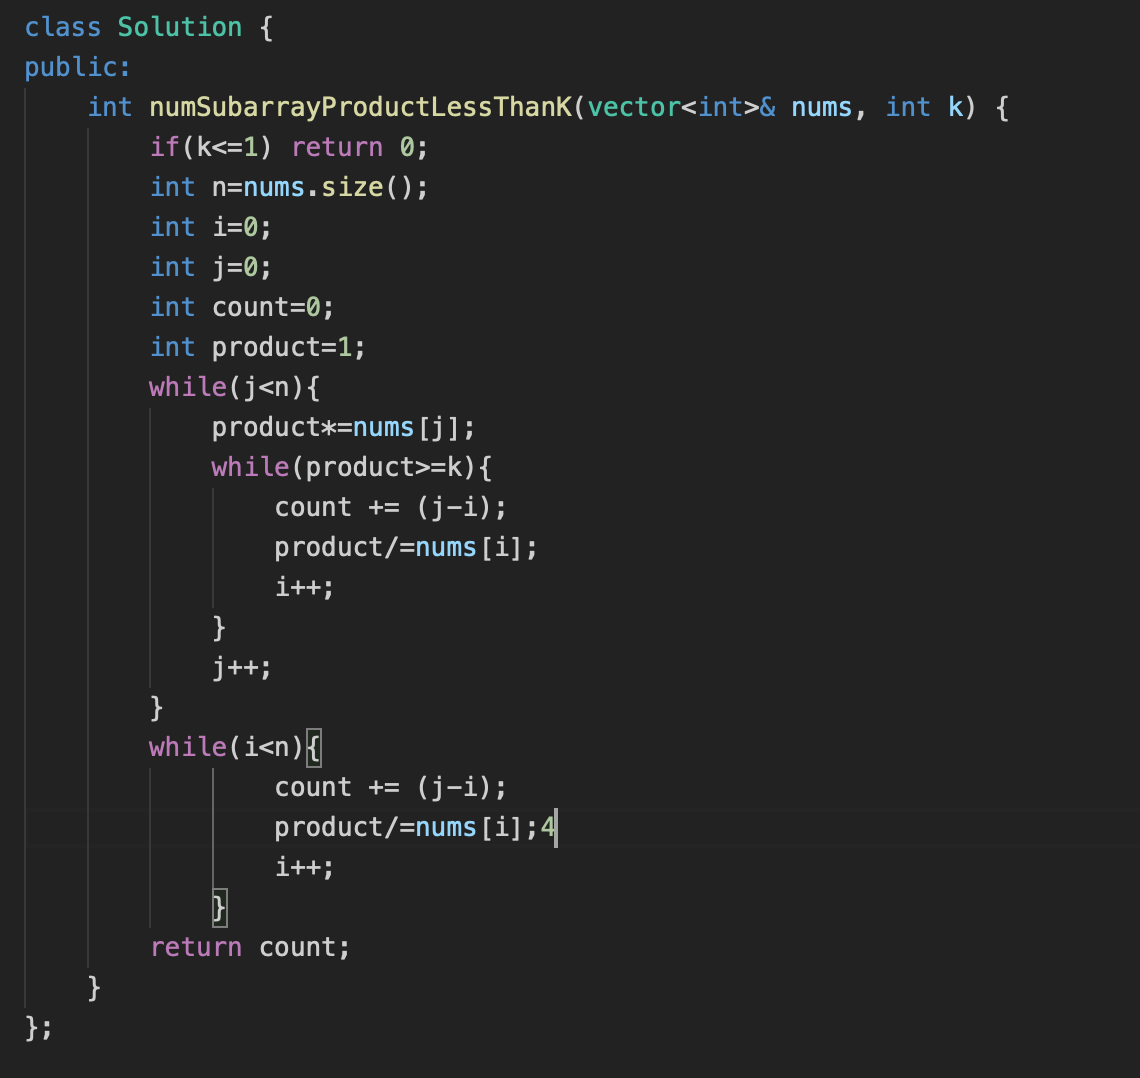 class Solution {
public:
    int numSubarrayProductLessThanK(vector<int>& nums, int k) {
        if(k<=1) return 0;
        int n=nums.size();
        int i=0;
        int j=0;
        int count=0;
        int product=1;
        while(j<n){
            product*=nums[j];
            while(product>=k){
                count += (j-i);
                product/=nums[i];
                i++;
            }
            j++;
        }
        while(i<n){
                count += (j-i);
                product/=nums[i];4
                i++;
            }
        return count;
    }
};